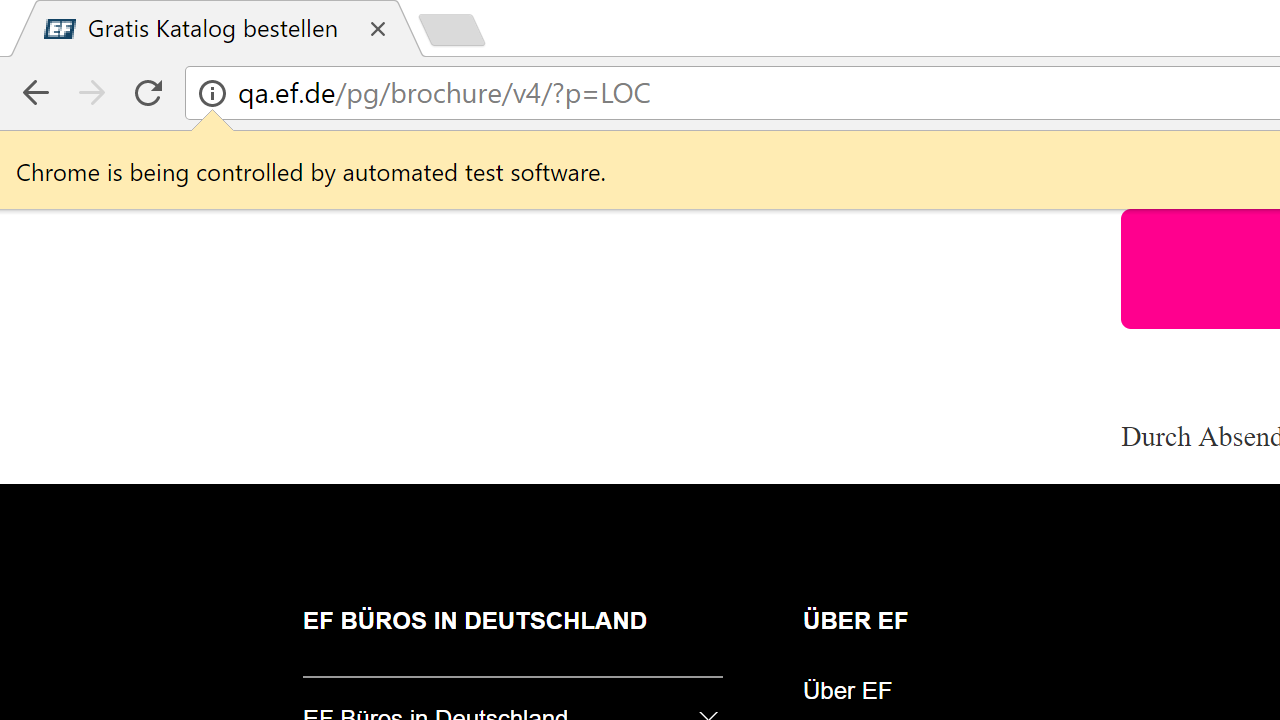 EF Gratis Katalog bestellen
qa.ef.de/pg/brochure/v4/?p=LOC
Chrome is being controlled by automated test software.
Durch Absend
EF BÜROS IN DEUTSCHLAND
ÜBER EF
Über EF
EF Büros in Deutschland